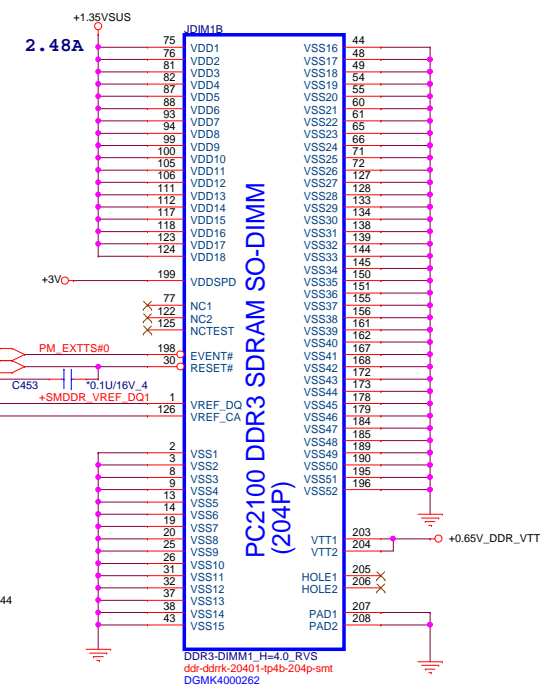 +1.35VSUS
2.48A
JDIM1B
75 VDD1
76 VDD2
81 VDD3
82 VDD4
87 VDD5
88 VDD6
93 VDD7
94 VDD8
99 VDD9
100 VDD10
105 VDD11
106 VDD12
111 VDD13
112 VDD14
117 VDD15
118 VDD16
123 VDD17
124 VDD18
+3V
199 VDDSPD
77 NC1
122 NC2
125 NCTEST
PM_EXTTS#0
198 EVENT#
30 RESET#
C453 *0.1U/16V_4
+SMDDR_VREF_DQ1
1 VREF_DQ
126 VREF_CA
2 VSS1
3 VSS2
8 VSS3
9 VSS4
13 VSS5
14 VSS6
19 VSS7
20 VSS8
25 VSS9
26 VSS10
31 VSS11
32 VSS12
37 VSS13
38 VSS14
43 VSS15
44
PC2100 DDR3 SDRAM SO-DIMM
(204P)
VSS16 44
VSS17 48
VSS18 49
VSS19 54
VSS20 55
VSS21 60
VSS22 61
VSS23 65
VSS24 66
VSS25 71
VSS26 72
VSS27 127
VSS28 128
VSS29 133
VSS30 134
VSS31 138
VSS32 139
VSS33 144
VSS34 145
VSS35 150
VSS36 151
VSS37 155
VSS38 156
VSS39 161
VSS40 162
VSS41 167
VSS42 168
VSS43 172
VSS44 173
VSS45 178
VSS46 179
VSS47 184
VSS48 185
VSS49 189
VSS50 190
VSS51 195
VSS52 196
VTT1 203
VTT2 204
+0.65V_DDR_VTT
HOLE1 205
HOLE2 206
PAD1 207
PAD2 208
DDR3-DIMM1_H=4.0_RVS
ddr-ddrrk-20401-tp4b-204p-smt
DGMK4000262